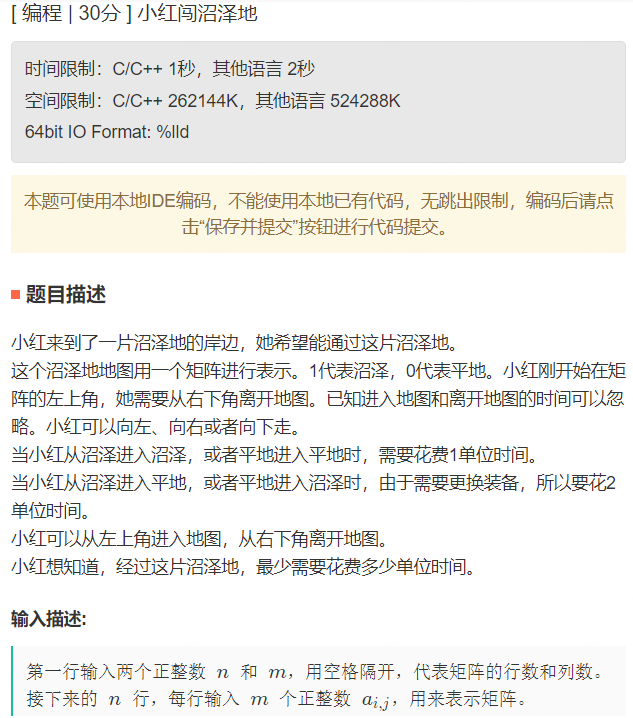 [ 编程 | 30分 ] 小红闯沼泽地
时间限制：C/C++ 1秒，其他语言 2秒
空间限制：C/C++ 262144K，其他语言 524288K
64bit IO Format: %lld
本题可使用本地IDE编码，不能使用本地已有代码，无跳出限制，编码后请点
击“保存并提交”按钮进行代码提交。
题目描述
小红来到了一片沼泽地的岸边，她希望能通过这片沼泽地。
这个沼泽地地图用一个矩阵进行表示。1代表沼泽，0代表平地。小红刚开始在矩
阵的左上角，她需要从右下角离开地图。已知进入地图和离开地图的时间可以忽
略。小红可以向左、向右或者向下走。
当小红从沼泽进入沼泽，或者平地进入平地时，需要花费1单位时间。
当小红从沼泽进入平地，或者平地进入沼泽时，由于需要更换装备，所以要花2
单位时间。
小红可以从左上角进入地图，从右下角离开地图。
小红想知道，经过这片沼泽地，最少需要花费多少单位时间。
输入描述:
第一行输入两个正整数 n 和 m，用空格隔开，代表矩阵的行数和列数。
接下来的 n 行，每行输入 m 个正整数 a_{i,j}，用来表示矩阵。